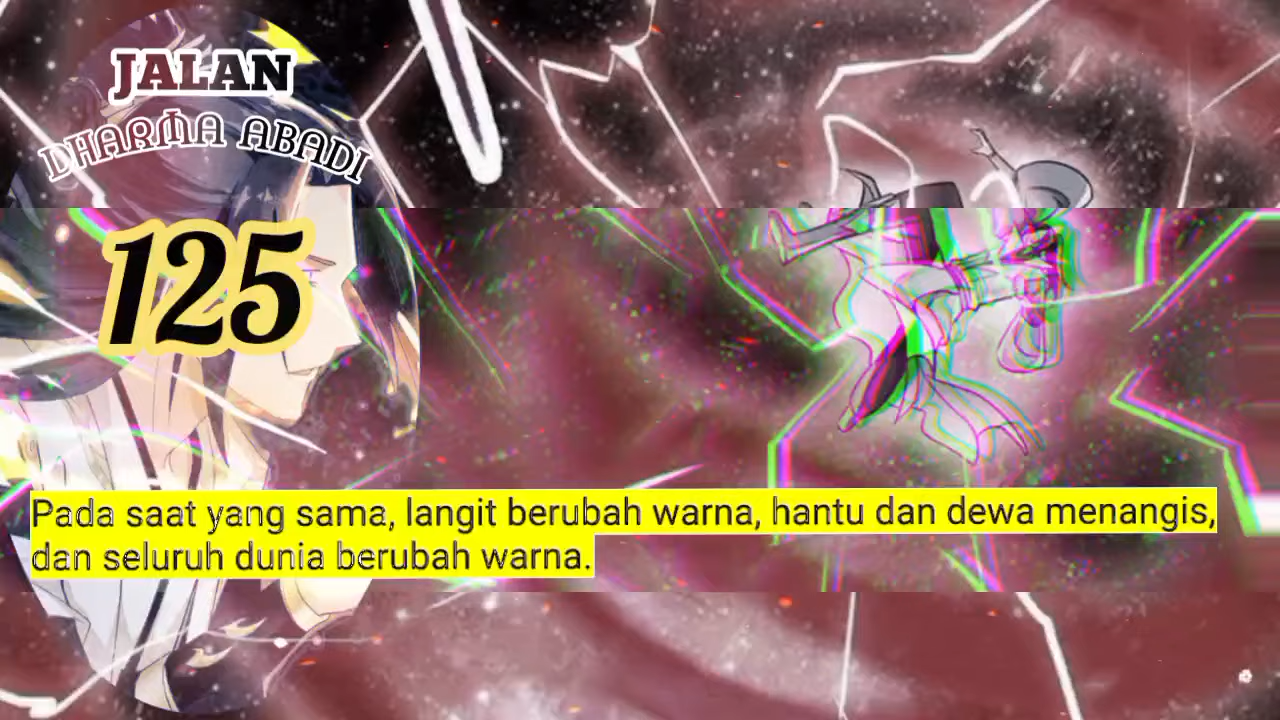 JALAN
DHARMA ABADI
125
Pada saat yang sama, langit berubah warna, hantu dan dewa menangis,
dan seluruh dunia berubah warna.